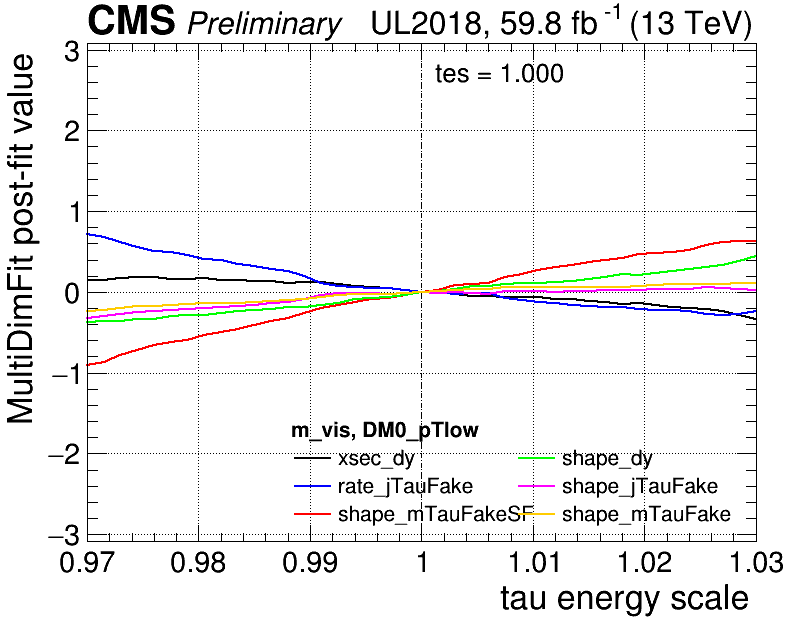 CMS Preliminary UL2018, 59.8 fb⁻¹ (13 TeV)
MultiDimFit post-fit value
3
2
1
0
−1
−2
−3
tes = 1.000
m_vis, DM0_pTlow
xsec_dy shape_dy
rate_jTauFake shape_jTauFake
shape_mTauFakeSF shape_mTauFake
0.97 0.98 0.99 1 1.01 1.02 1.03
tau energy scale